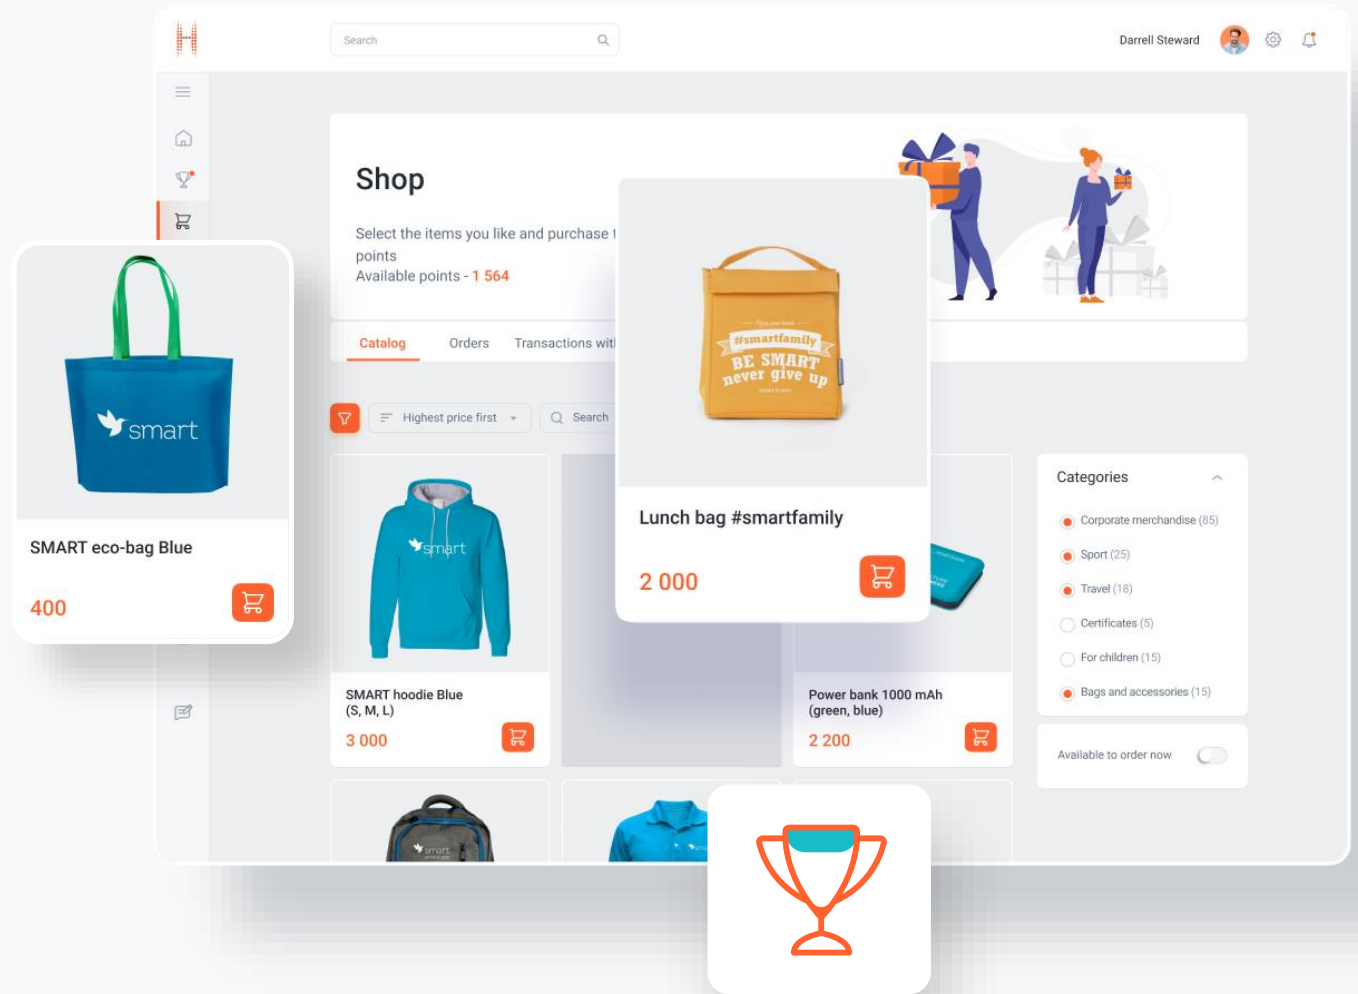 Search
Darrell Steward
Shop
Select the items you like and purchase
points
Available points - 1 564
Catalog
Orders
Transactions
Highest price first
Search
smart
SMART eco-bag Blue
400
#smartfamily
BE SMART
never give up
Lunch bag #smartfamily
2 000
smart
SMART hoodie Blue
(S, M, L)
3 000
Power bank 1000 mAh
(green, blue)
2 200
Categories
Corporate merchandise (85)
Sport (25)
Travel (18)
Certificates (5)
For children (15)
Bags and accessories (15)
Available to order now
smart